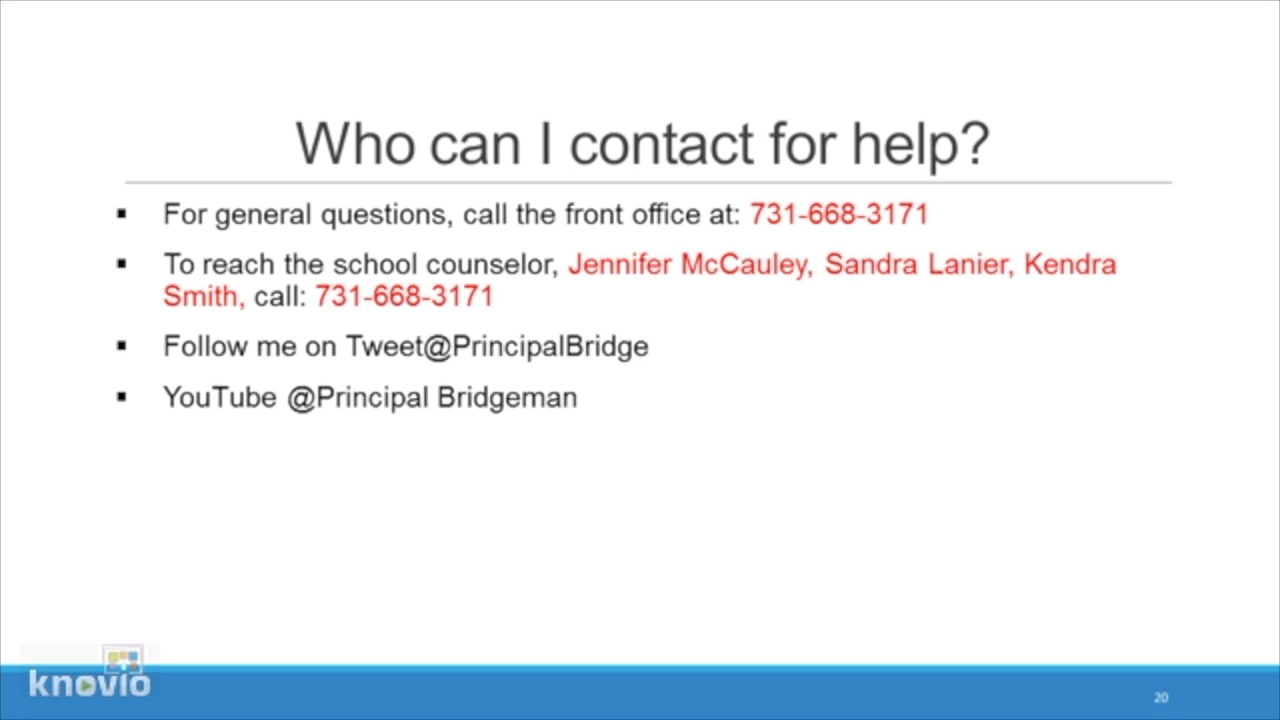 Who can I contact for help?
▪ For general questions, call the front office at: 731-668-3171
▪ To reach the school counselor, Jennifer McCauley, Sandra Lanier, Kendra
Smith, call: 731-668-3171
▪ Follow me on Tweet@PrincipalBridge
▪ YouTube @Principal Bridgeman
knovio
20